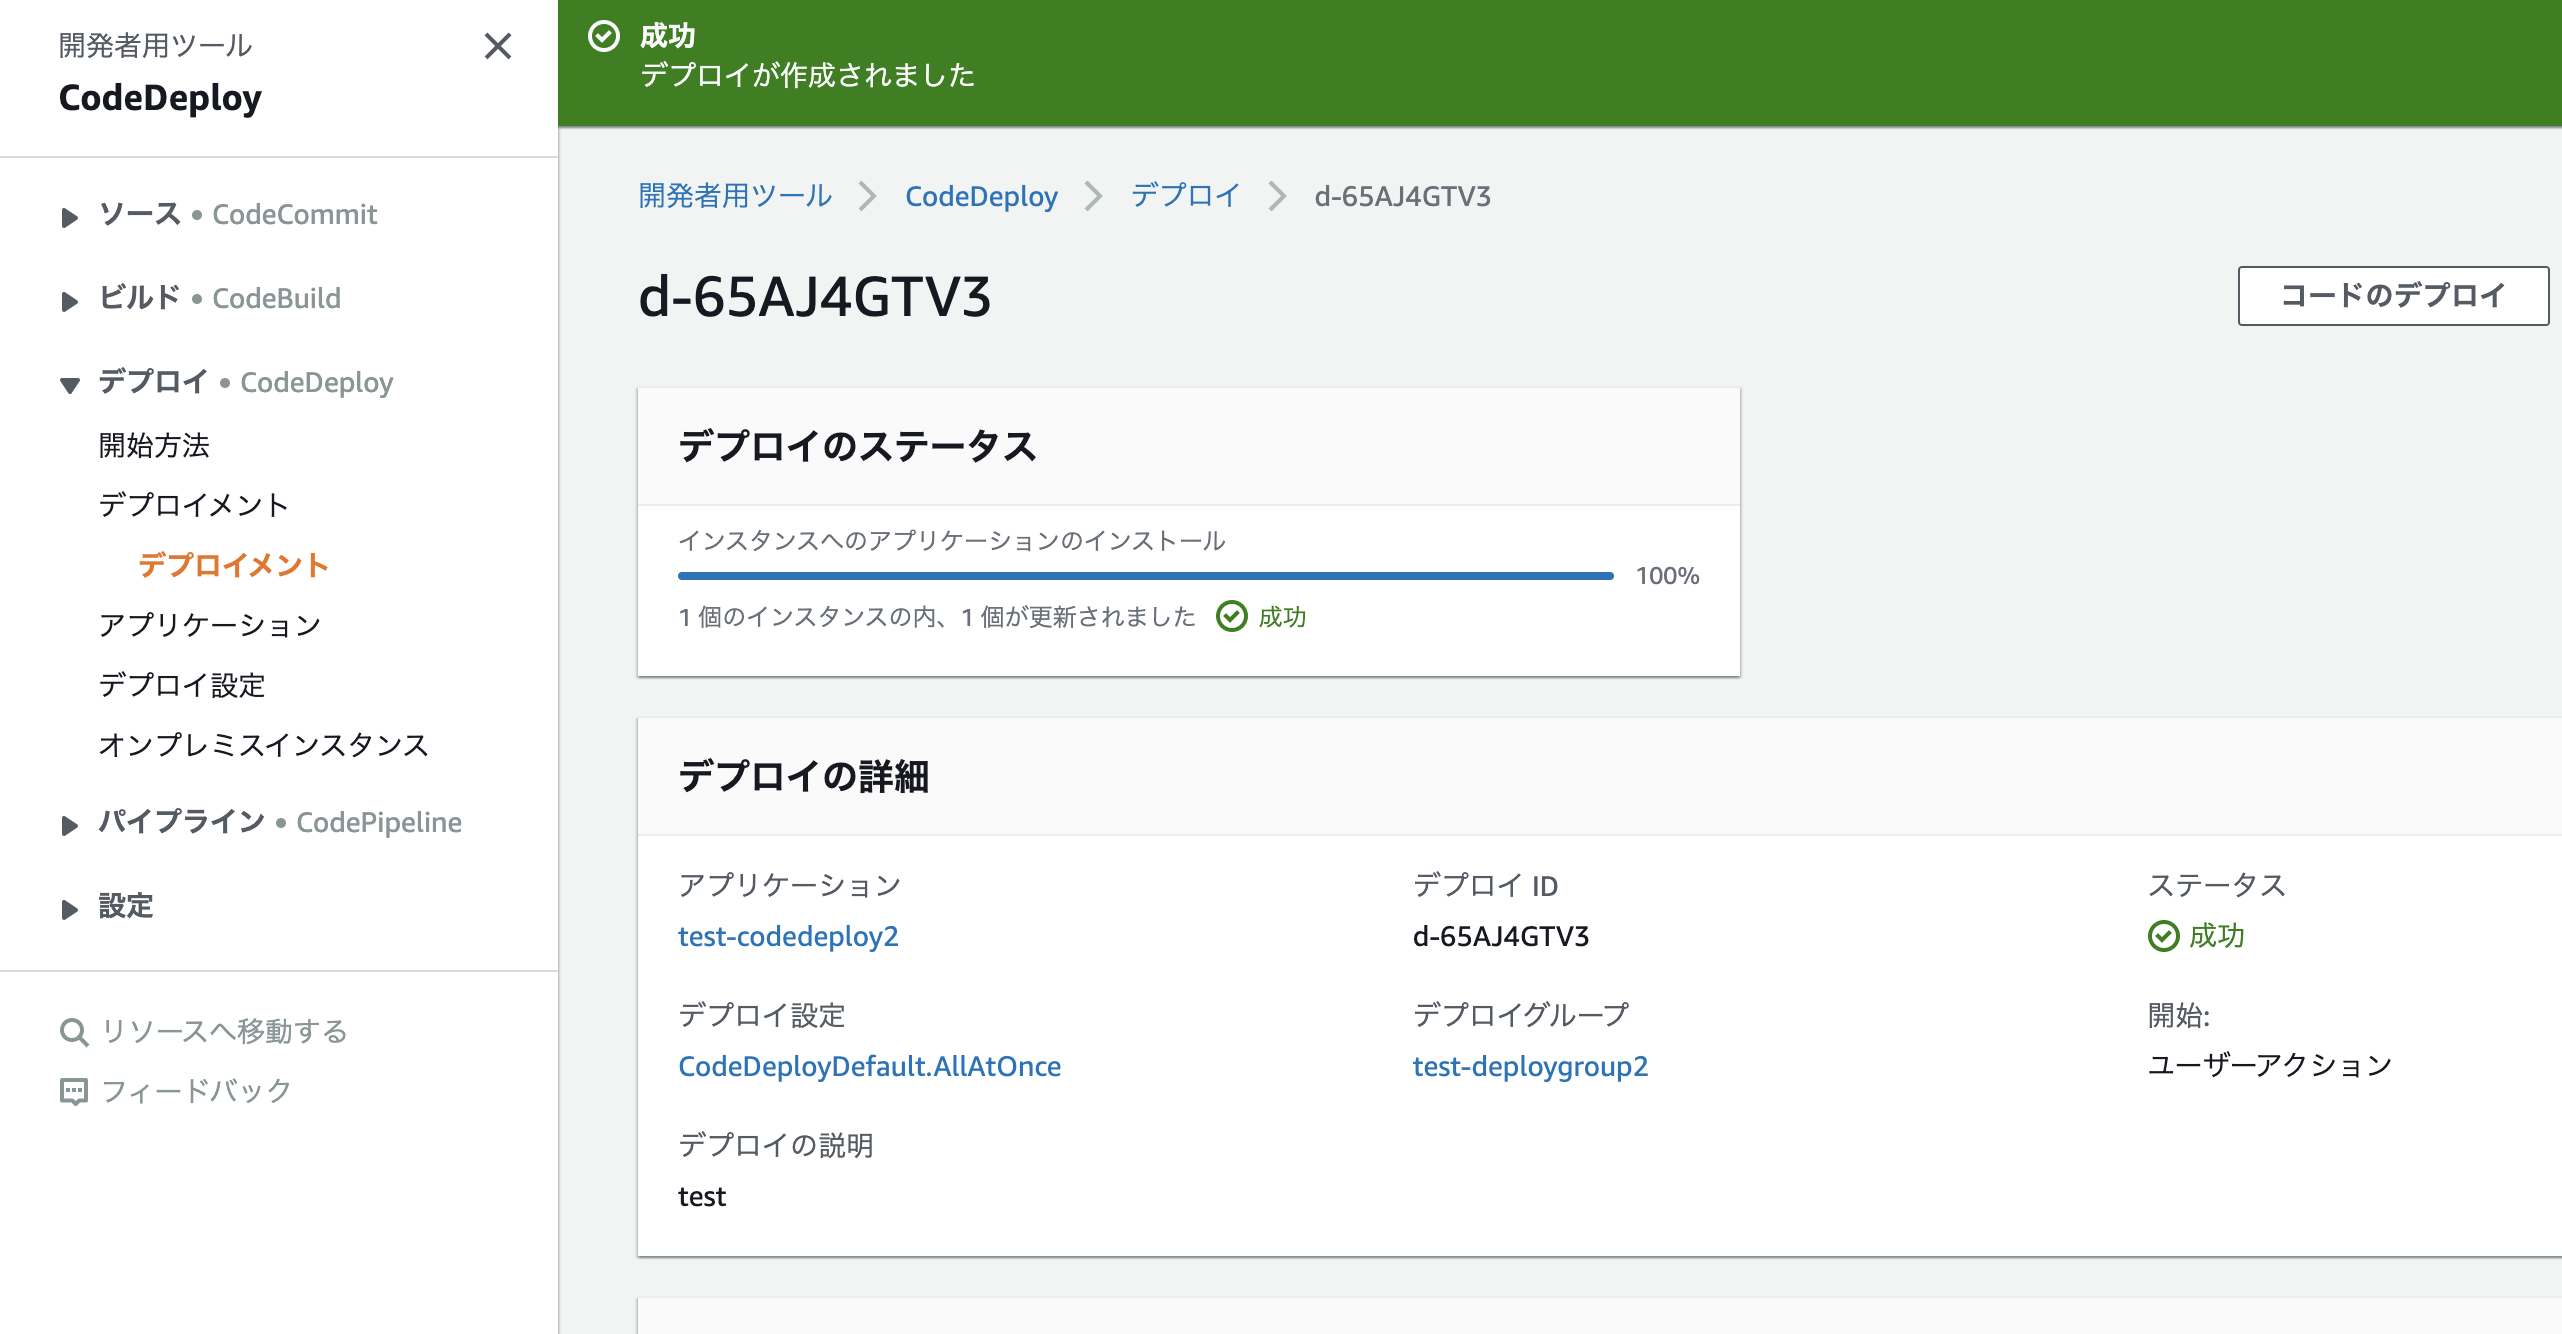 開発者用ツール
CodeDeploy
ソース • CodeCommit
ビルド • CodeBuild
デプロイ • CodeDeploy
開始方法
デプロイメント
デプロイメント
アプリケーション
デプロイ設定
オンプレミスインスタンス
パイプライン • CodePipeline
設定
リソースへ移動する
フィードバック
成功
デプロイが作成されました
開発者用ツール CodeDeploy デプロイ d-65AJ4GTV3
d-65AJ4GTV3
コードのデプロイ
デプロイのステータス
インスタンスへのアプリケーションのインストール
100%
1 個のインスタンスの内、1 個が更新されました 成功
デプロイの詳細
アプリケーション デプロイ ID ステータス
test-codedeploy2 d-65AJ4GTV3 成功
デプロイ設定 デプロイグループ 開始:
CodeDeployDefault.AllAtOnce test-deploygroup2 ユーザーアクション
デプロイの説明
test